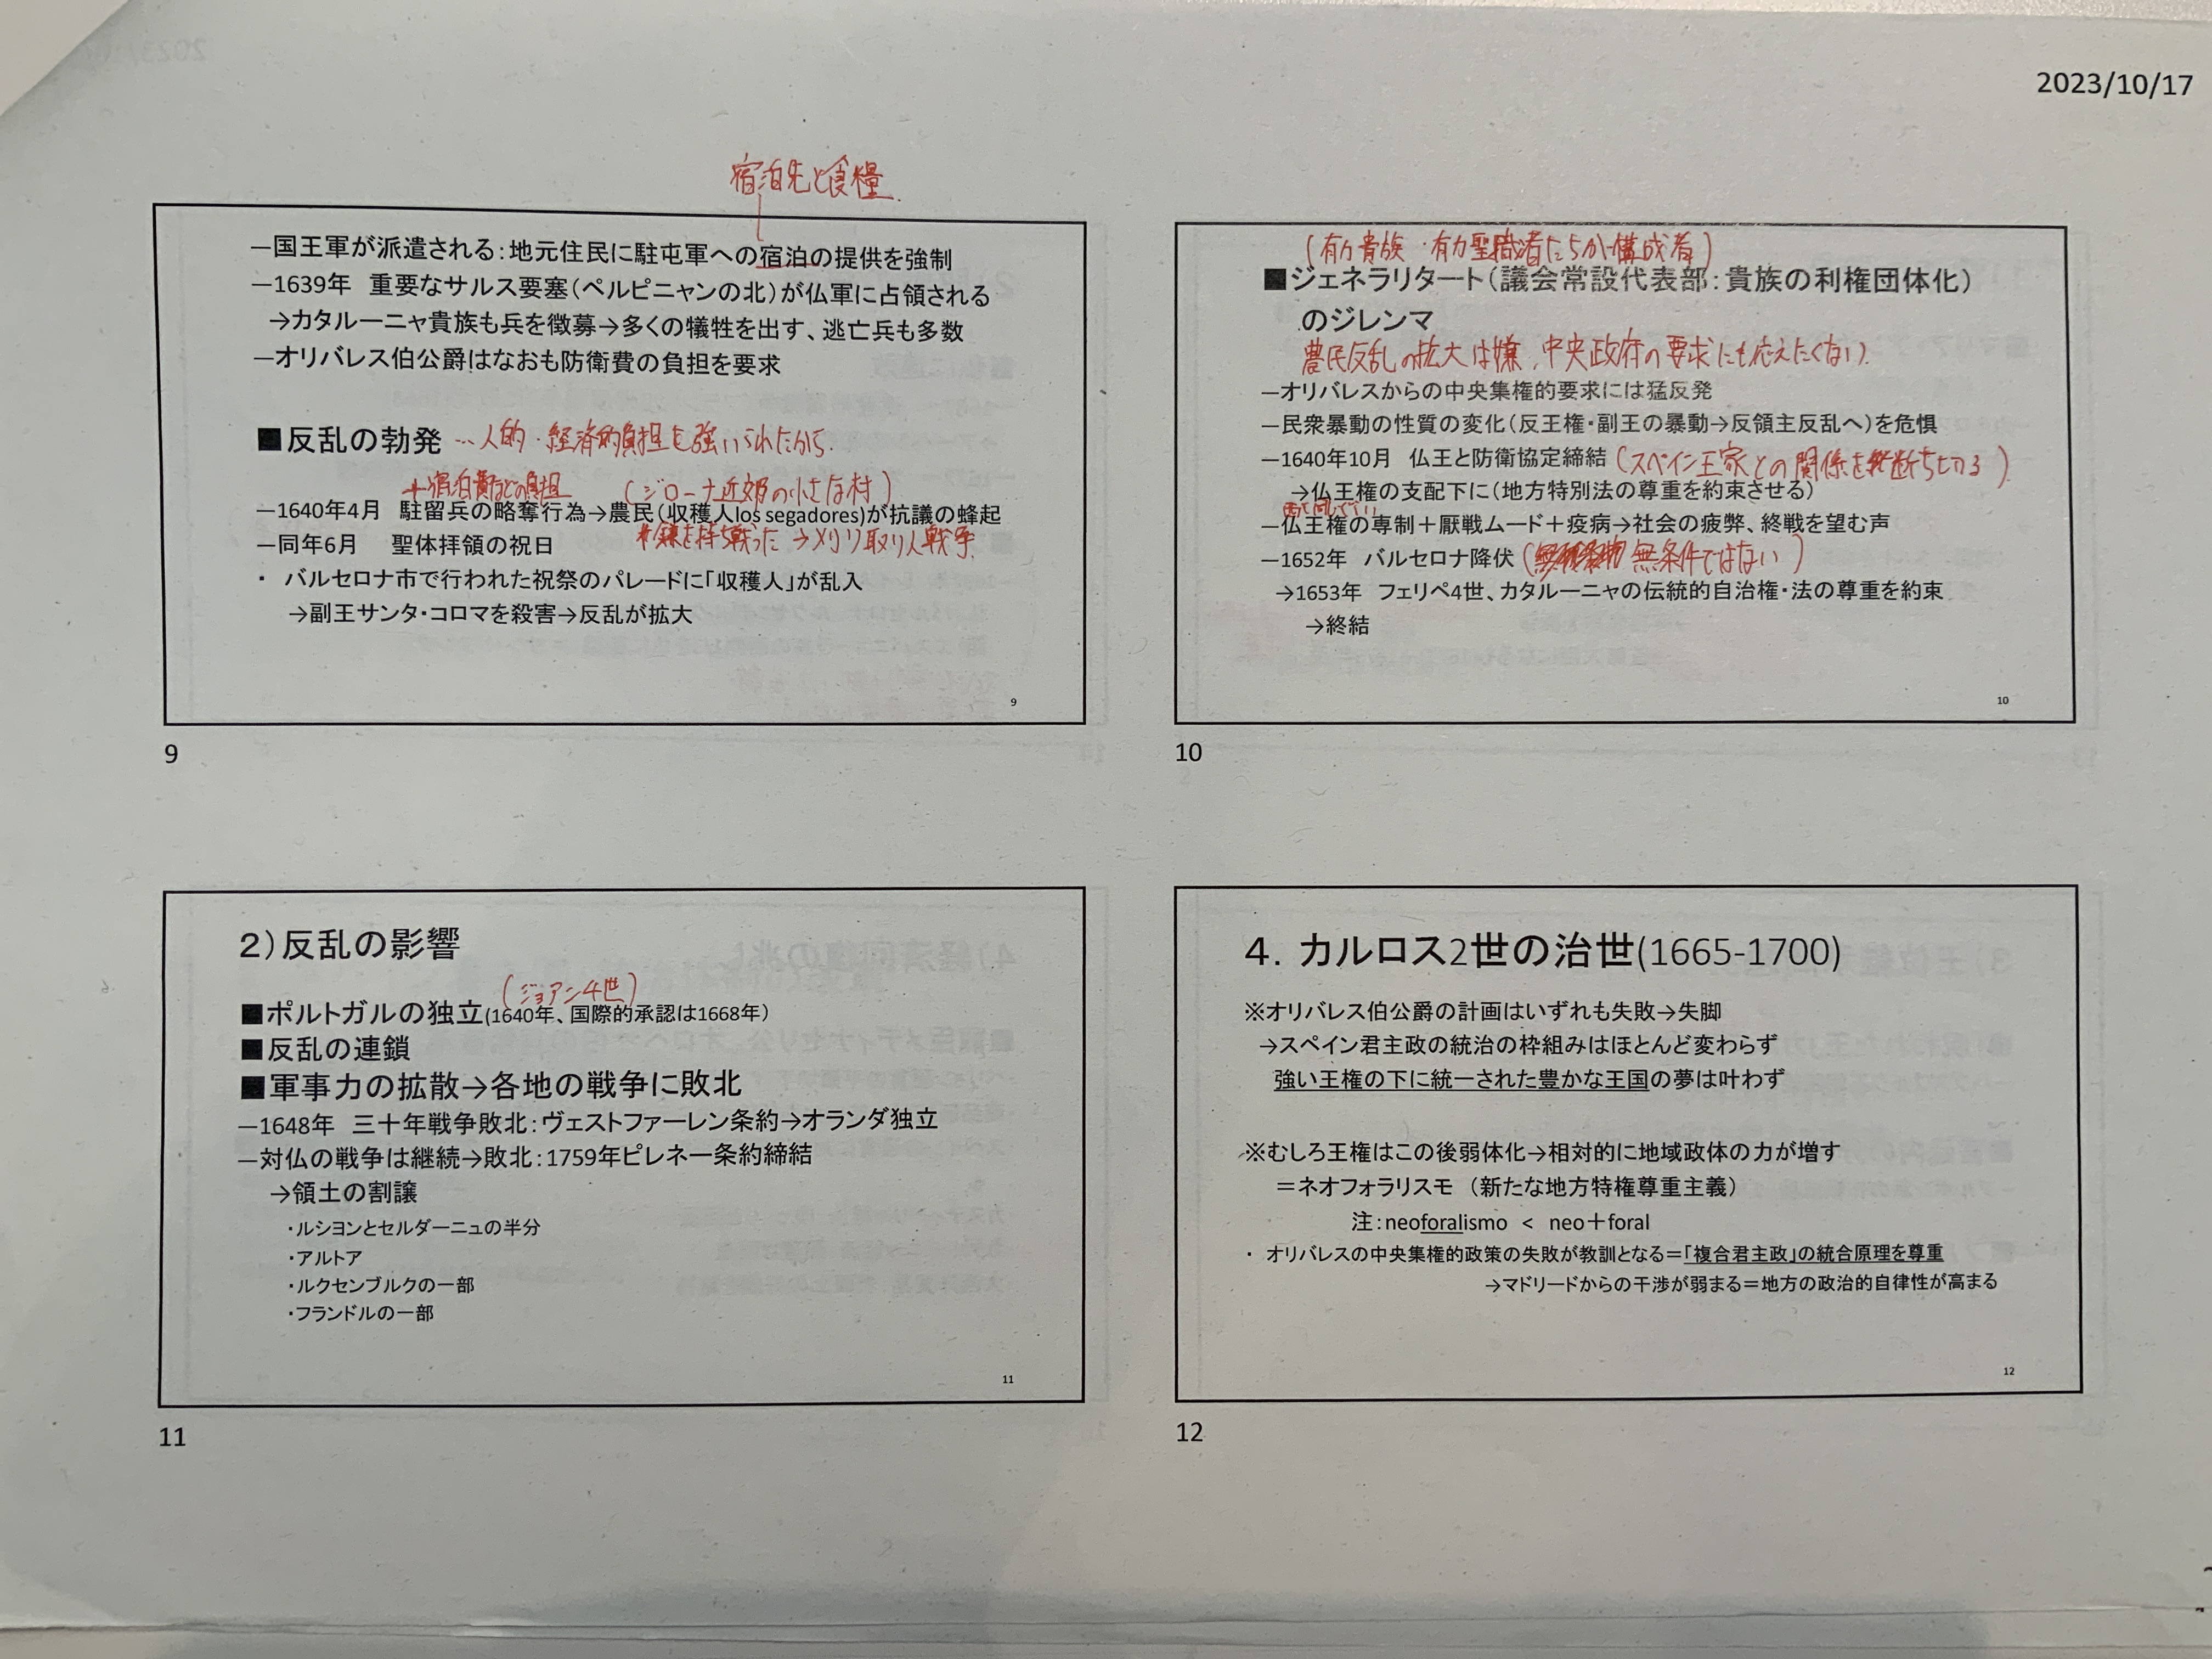 2023/10/17
宿泊先と食糧
―国王軍が派遣される：地元住民に駐屯軍への宿泊の提供を強制
―1639年　重要なサルス要塞（ペルピニャンの北）が仏軍に占領される
→カタルーニャ貴族も兵を徴募→多くの犠牲を出す、逃亡兵も多数
―オリバレス伯公爵はなおも防衛費の負担を要求
■反乱の勃発 …人的・経済的負担を強いられたから.
＋宿泊費などの負担 （ジローナ近郊の小さな村）
―1640年4月　駐留兵の略奪行為→農民（収穫人los segadores)が抗議の蜂起
―同年6月　聖体拝領の祝日 *鎌を持ち戦った→刈り取り人戦争.
・ バルセロナ市で行われた祝祭のパレードに「収穫人」が乱入
→副王サンタ・コロマを殺害→反乱が拡大
9
9
（有力貴族・有力聖職者たちが構成者）
■ジェネラリタート（議会常設代表部：貴族の利権団体化）
のジレンマ
農民反乱の拡大は嫌、中央政府の要求にも応えたくない.
―オリバレスからの中央集権的要求には猛反発
―民衆暴動の性質の変化（反王権・副王の暴動→反領主反乱へ）を危惧
―1640年10月　仏王と防衛協定締結（スペイン王家との関係を断ち切る）
→仏王権の支配下に（地方特別法の尊重を約束させる）
―仏王権の専制＋厭戦ムード＋疫病→社会の疲弊、終戦を望む声
―1652年　バルセロナ降伏（無条件ではない）
→1653年　フェリペ4世、カタルーニャの伝統的自治権・法の尊重を約束
→終結
10
10
2）反乱の影響
（ジョアン4世）
■ポルトガルの独立(1640年、国際的承認は1668年）
■反乱の連鎖
■軍事力の拡散→各地の戦争に敗北
―1648年　三十年戦争敗北：ヴェストファーレン条約→オランダ独立
―対仏の戦争は継続→敗北：1759年ピレネー条約締結
→領土の割譲
・ルシヨンとセルダーニュの半分
・アルトア
・ルクセンブルクの一部
・フランドルの一部
11
11
4．カルロス2世の治世(1665-1700)
※オリバレス伯公爵の計画はいずれも失敗→失脚
→スペイン君主政の統治の枠組みはほとんど変わらず
強い王権の下に統一された豊かな王国の夢は叶わず
※むしろ王権はこの後弱体化→相対的に地域政体の力が増す
＝ネオフォラリスモ （新たな地方特権尊重主義）
注：neoforalismo ＜ neo＋foral
・ オリバレスの中央集権的政策の失敗が教訓となる＝「複合君主政」の統合原理を尊重
→マドリードからの干渉が弱まる＝地方の政治的自律性が高まる
12
12